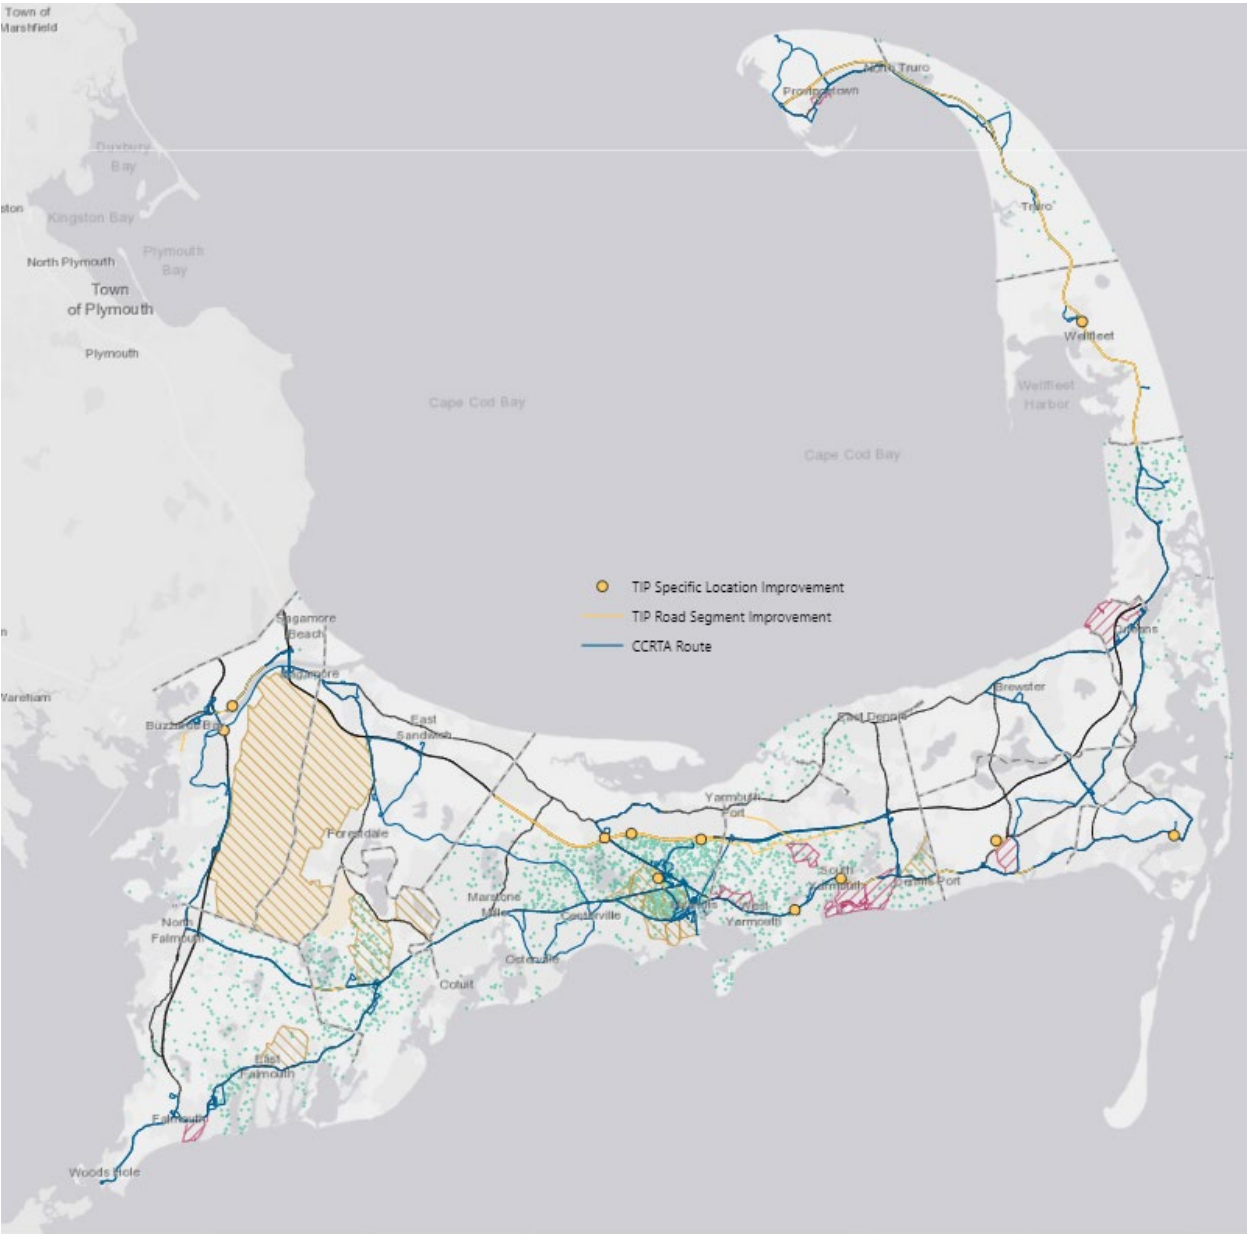 Town of
Marshfield
North Truro
Provincetown
Duxbury
Bay
Kingston Bay
Truro
Plymouth
Bay
North Plymouth
Town
of Plymouth
Wellfleet
Plymouth
Wellfleet
Harbor
Cape Cod Bay
Cape Cod Bay
TIP Specific Location Improvement
TIP Road Segment Improvement
CCRTA Route
Sagamore
Beach
Orleans
Sagamore
Brewster
East
Sandwich
East Dennis
Buzzards Bay
Yarmouth
Port
Forestdale
South
Yarmouth
Dennis Port
Marstons
Mills
West
Yarmouth
Centerville
North
Falmouth
Osterville
Cotuit
East
Falmouth
Falmouth
Woods Hole